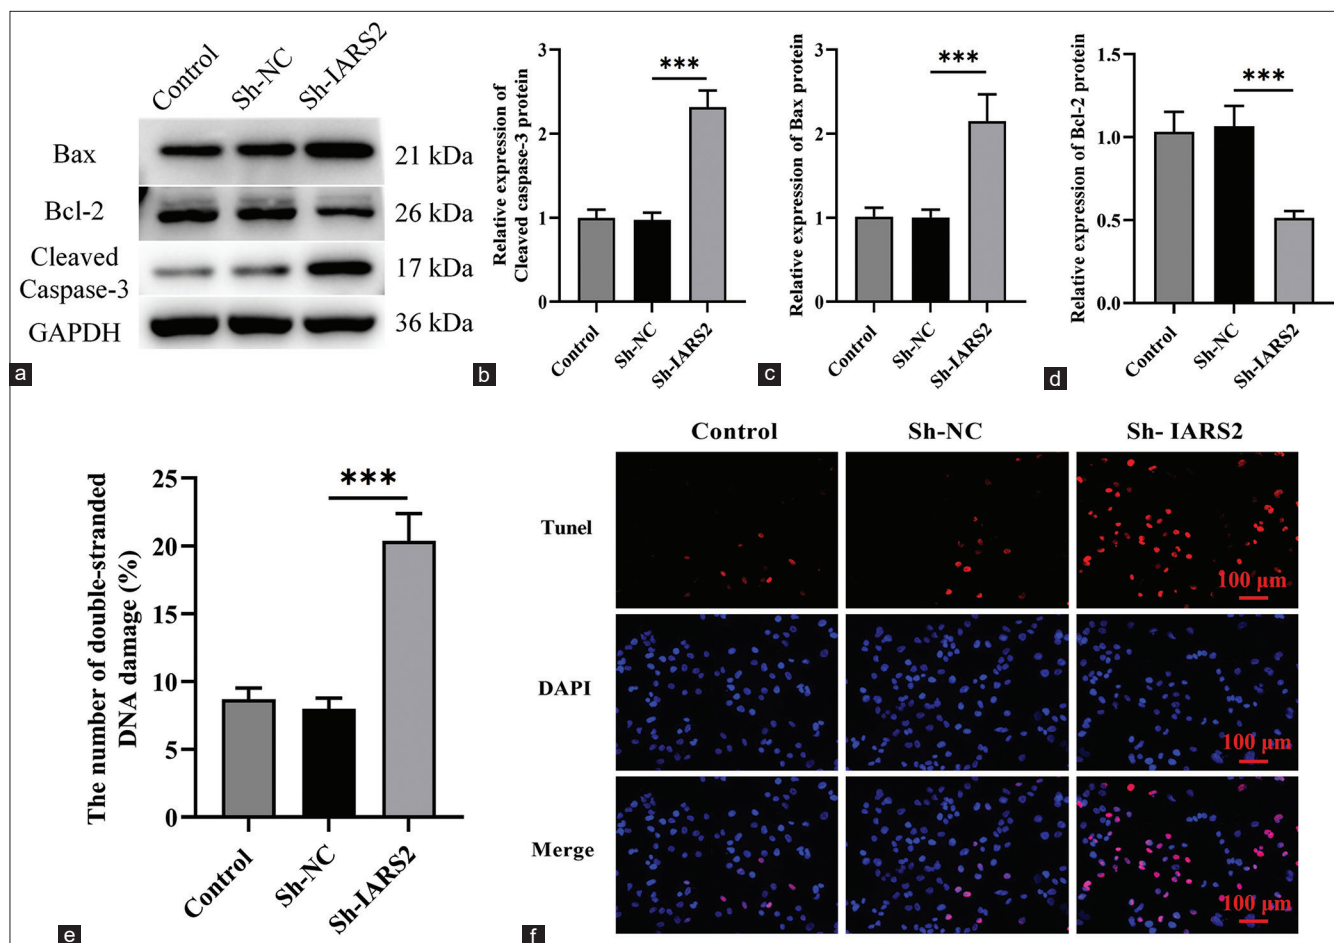 Control
Sh-NC
Sh-IARS2
Bax
21 kDa
Bcl-2
26 kDa
Cleaved
Caspase-3
17 kDa
GAPDH
36 kDa
a
Relative expression of
Cleaved caspase-3 protein
3
2
1
0
***
Control
Sh-NC
Sh-IARS2
b
Relative expression of Bax protein
3
2
1
0
***
Control
Sh-NC
Sh-IARS2
c
Relative expression of Bcl-2 protein
1.5
1.0
0.5
0.0
***
Control
Sh-NC
Sh-IARS2
d
The number of double-stranded
DNA damage (%)
25
20
15
10
5
0
***
Control
Sh-NC
Sh-IARS2
e
Control
Sh-NC
Sh- IARS2
Tunel
100 μm
DAPI
100 μm
Merge
100 μm
f